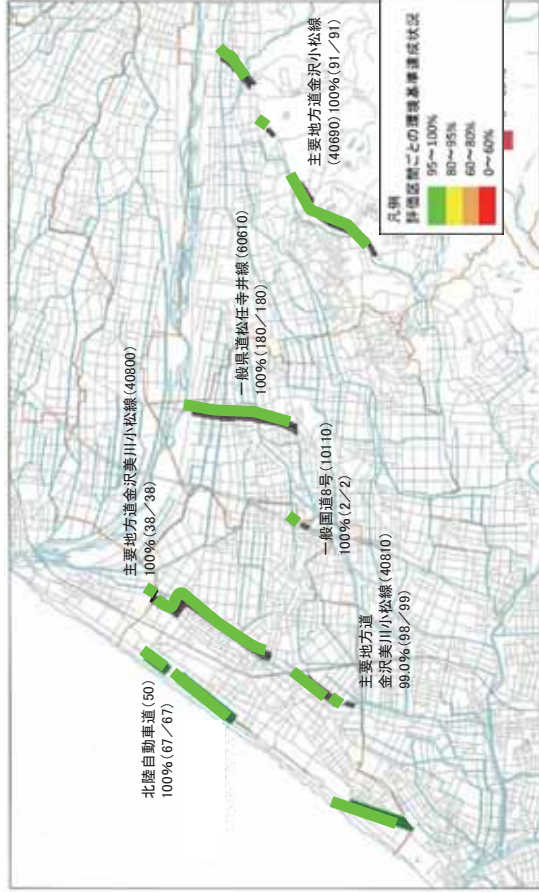 北陸自動車道(50)
100%(67／67)
主要地方道金沢美川小松線(40800)
100%(38／38)
主要地方道
金沢美川小松線(40810)
99.0%(98／99)
一般国道8号(10110)
100%(2／2)
一般県道松任寺井線(60610)
100%(180／180)
主要地方道金沢小松線
(40690)100%(91／91)
凡例
評価区間ごとの環境基準達成状況
95～100%
80～95%
60～80%
0～60%